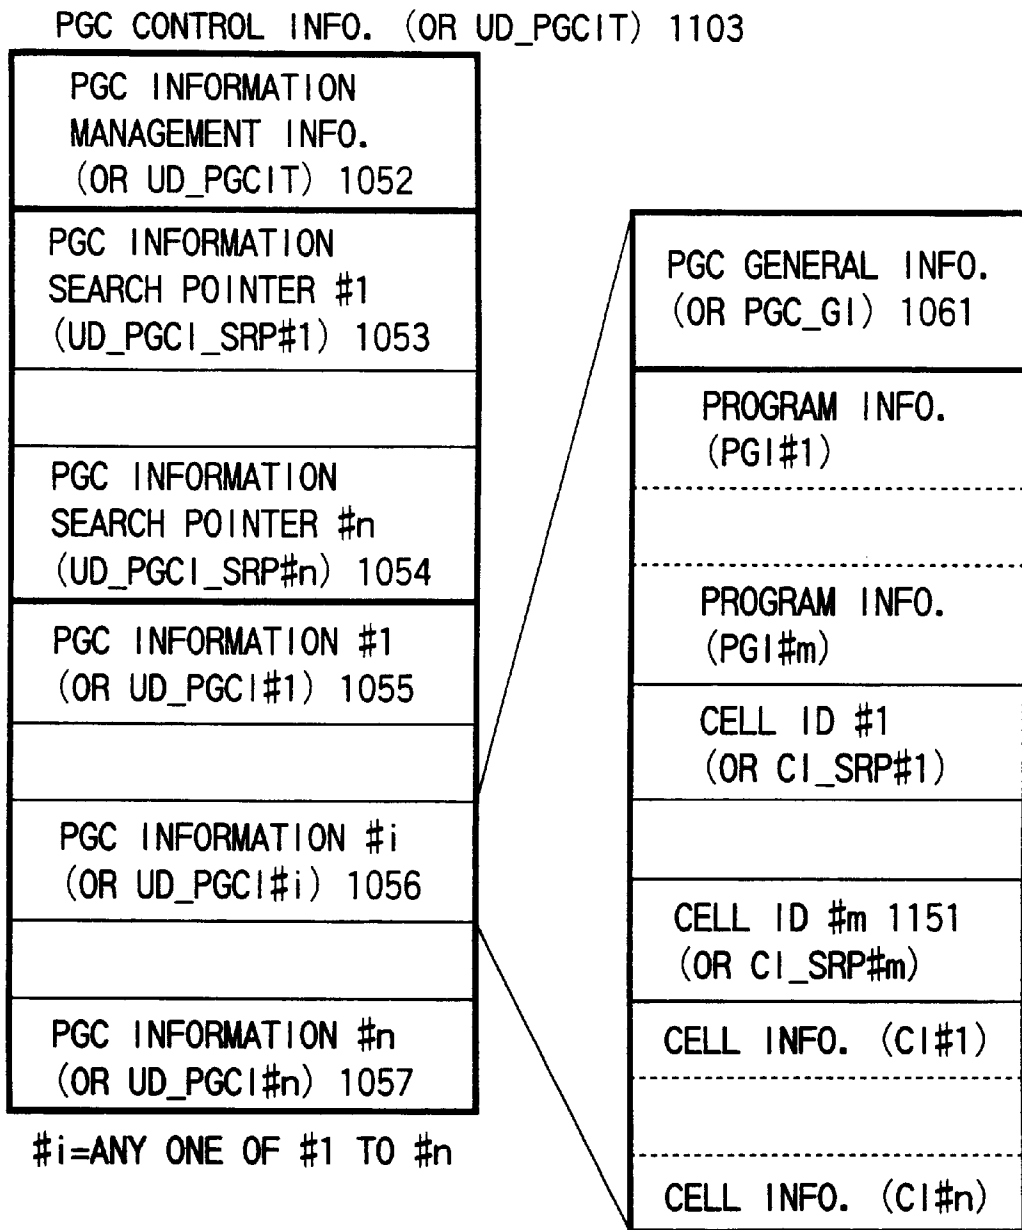 PGC CONTROL INFO. (OR UD_PGCIT) 1103
PGC INFORMATION
MANAGEMENT INFO.
(OR UD_PGCIT) 1052
PGC INFORMATION
SEARCH POINTER #1
(UD_PGCI_SRP#1) 1053
PGC INFORMATION
SEARCH POINTER #n
(UD_PGCI_SRP#n) 1054
PGC INFORMATION #1
(OR UD_PGCI#1) 1055
PGC INFORMATION #i
(OR UD_PGCI#i) 1056
PGC INFORMATION #n
(OR UD_PGCI#n) 1057
#i=ANY ONE OF #1 TO #n
PGC GENERAL INFO.
(OR PGC_GI) 1061
PROGRAM INFO.
(PGI#1)
PROGRAM INFO.
(PGI#m)
CELL ID #1
(OR CI_SRP#1)
CELL ID #m 1151
(OR CI_SRP#m)
CELL INFO. (CI#1)
CELL INFO. (CI#n)